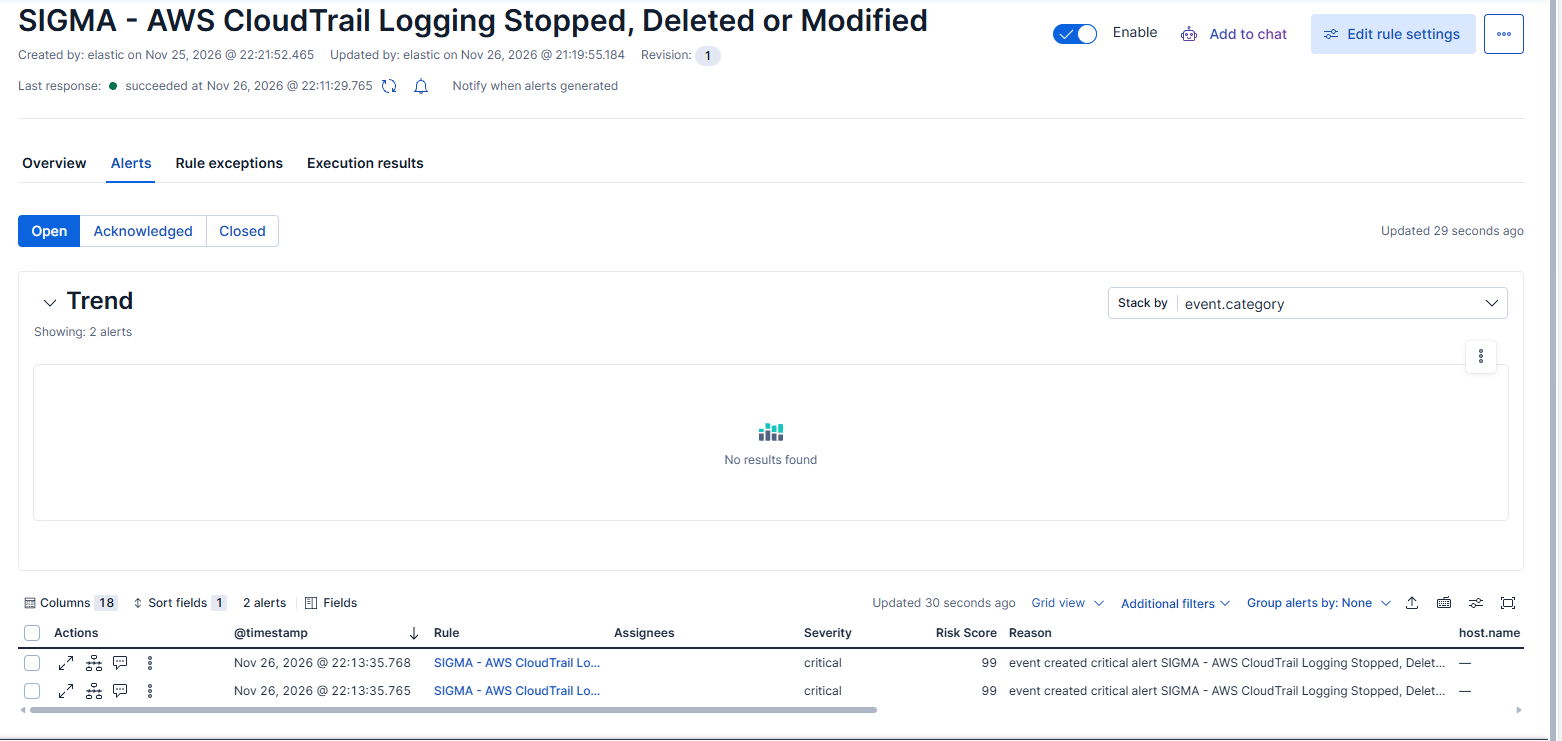 SIGMA - AWS CloudTrail Logging Stopped, Deleted or Modified
Enable Add to chat Edit rule settings
Created by: elastic on Nov 25, 2026 @ 22:21:52.465 Updated by: elastic on Nov 26, 2026 @ 21:19:55.184 Revision: 1
Last response: succeeded at Nov 26, 2026 @ 22:11:29.765 Notify when alerts generated
Overview Alerts Rule exceptions Execution results
Open Acknowledged Closed Updated 29 seconds ago
Trend Stack by event.category
Showing: 2 alerts
No results found
Columns 18 Sort fields 1 2 alerts Fields Updated 30 seconds ago Grid view Additional filters Group alerts by: None
Actions @timestamp Rule Assignees Severity Risk Score Reason host.name
Nov 26, 2026 @ 22:13:35.768 SIGMA - AWS CloudTrail Lo... critical 99 event created critical alert SIGMA - AWS CloudTrail Logging Stopped, Delet... —
Nov 26, 2026 @ 22:13:35.765 SIGMA - AWS CloudTrail Lo... critical 99 event created critical alert SIGMA - AWS CloudTrail Logging Stopped, Delet... —